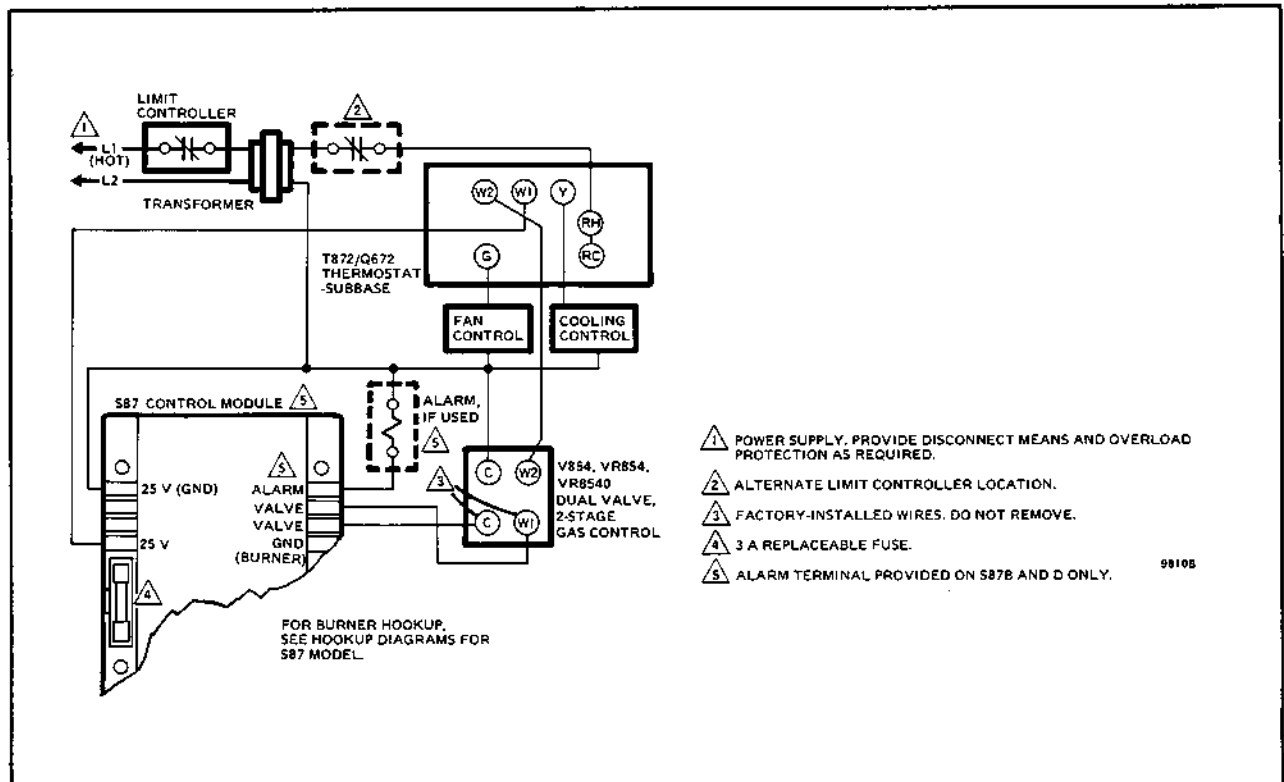 LIMIT
CONTROLLER
1
2
L1
(HOT)
L2
TRANSFORMER
W2
W1
Y
RH
G
RC
T872/Q672
THERMOSTAT
-SUBBASE
FAN
CONTROL
COOLING
CONTROL
S87 CONTROL MODULE 5
ALARM,
IF USED
5
5
25 V (GND)
ALARM
VALVE
VALVE
25 V
GND
(BURNER)
4
3
C
W2
C
W1
V854, VR854,
VR8540
DUAL VALVE,
2-STAGE
GAS CONTROL
FOR BURNER HOOKUP,
SEE HOOKUP DIAGRAMS FOR
S87 MODEL.
1 POWER SUPPLY. PROVIDE DISCONNECT MEANS AND OVERLOAD
PROTECTION AS REQUIRED.
2 ALTERNATE LIMIT CONTROLLER LOCATION.
3 FACTORY-INSTALLED WIRES. DO NOT REMOVE.
4 3 A REPLACEABLE FUSE.
5 ALARM TERMINAL PROVIDED ON S87B AND D ONLY.
9810B